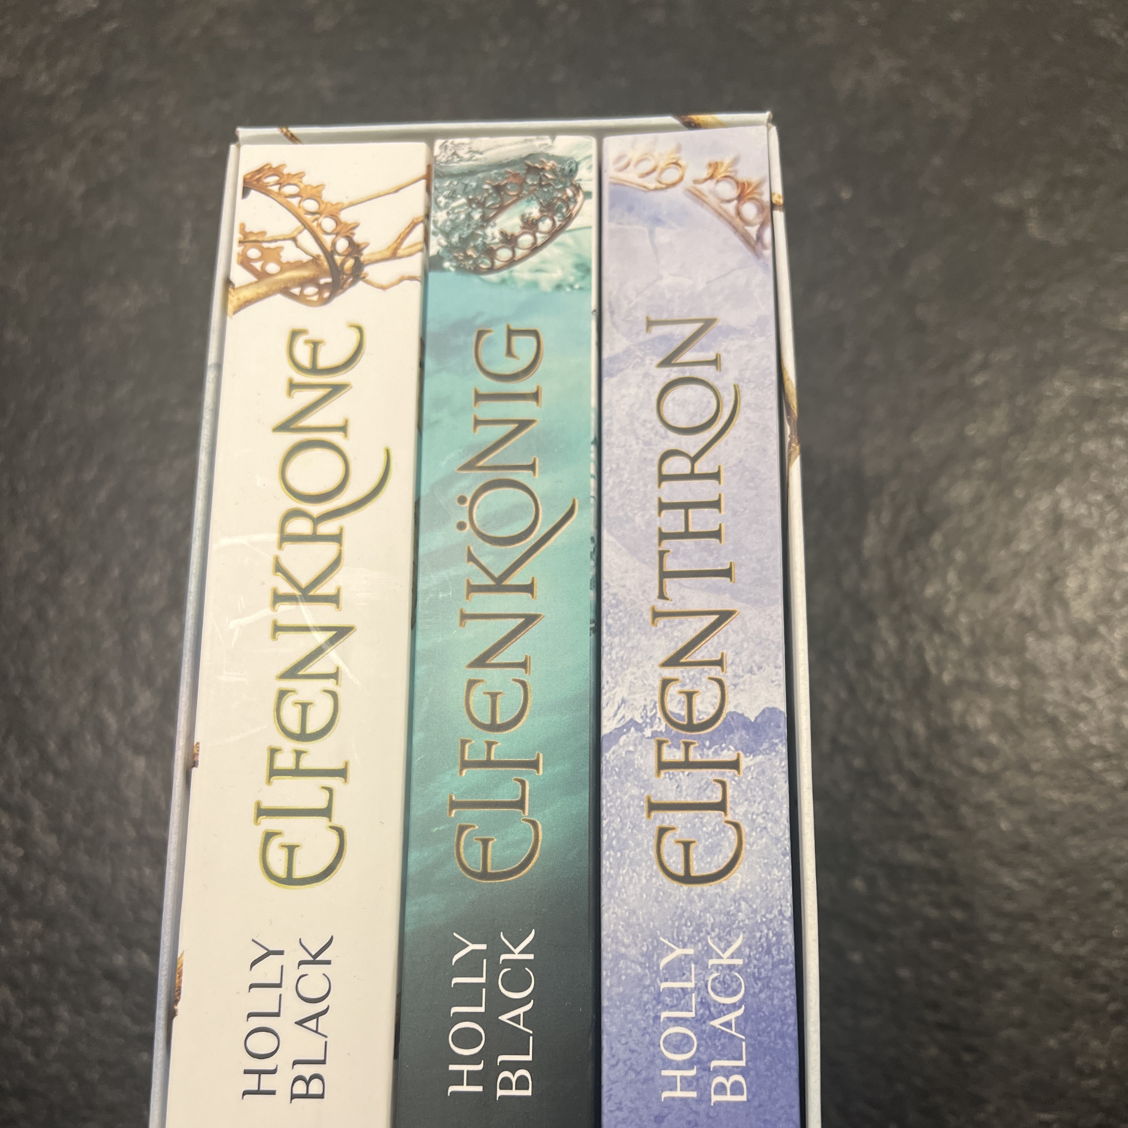 HOLLY
BLACK
ELFENKRONE
HOLLY
BLACK
ELFENKÖNIG
HOLLY
BLACK
ELFENTHRON